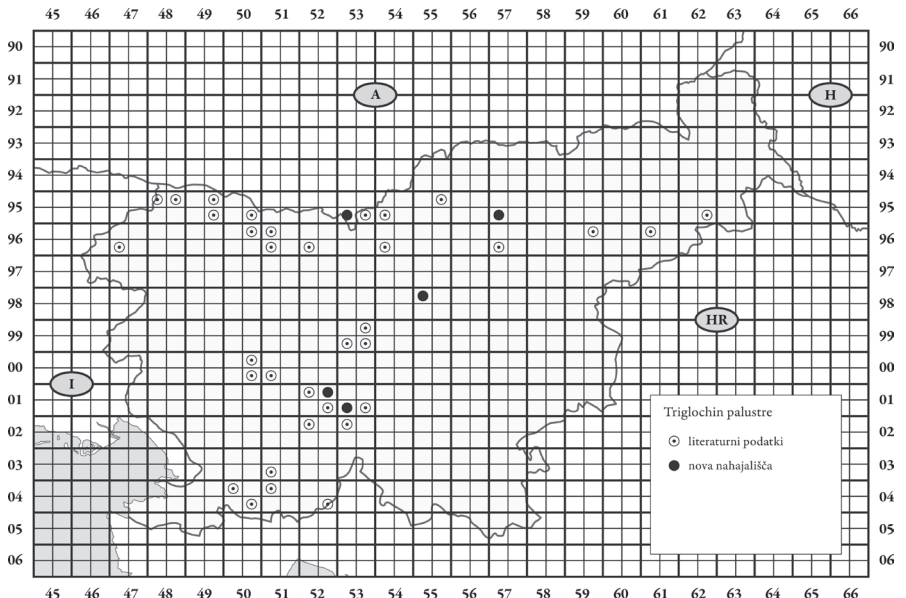 45 46 47 48 49 50 51 52 53 54 55 56 57 58 59 60 61 62 63 64 65 66
90 90
91 91
A H
92 92
93 93
94 94
95 95
96 96
97 97
98 98
HR
99 99
00 00
I
01 01
Triglochin palustre
02 02
literaturni podatki
03 nova nahajališča 03
04 04
05 05
06 06
45 46 47 48 49 50 51 52 53 54 55 56 57 58 59 60 61 62 63 64 65 66